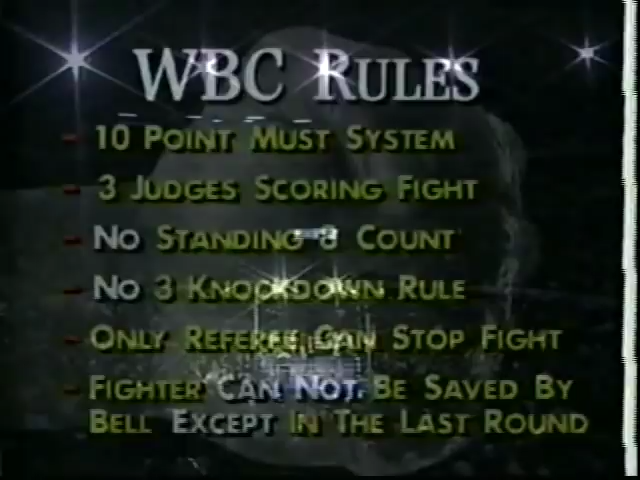 WBC RULES
- 10 POINT MUST SYSTEM
- 3 JUDGES SCORING FIGHT
- NO STANDING 8 COUNT
- NO 3 KNOCKDOWN RULE
- ONLY REFEREE CAN STOP FIGHT
- FIGHTER CAN NOT BE SAVED BY
BELL EXCEPT IN THE LAST ROUND